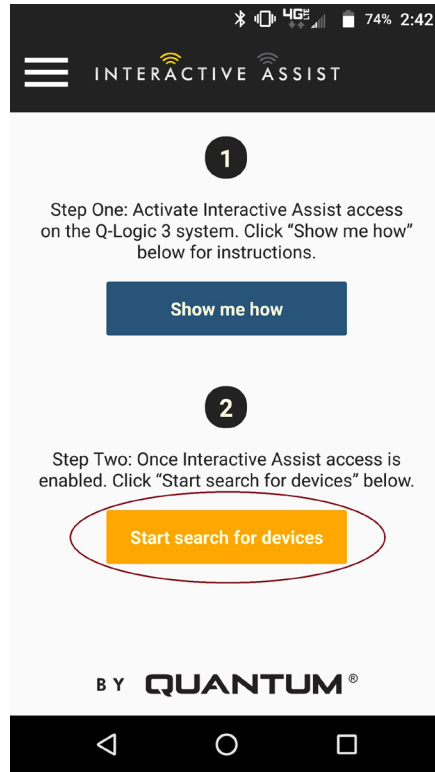 4G LTE 74% 2:42
INTERACTIVE ASSIST
1
Step One: Activate Interactive Assist access
on the Q-Logic 3 system. Click “Show me how”
below for instructions.
Show me how
2
Step Two: Once Interactive Assist access is
enabled. Click “Start search for devices” below.
Start search for devices
BY QUANTUM®